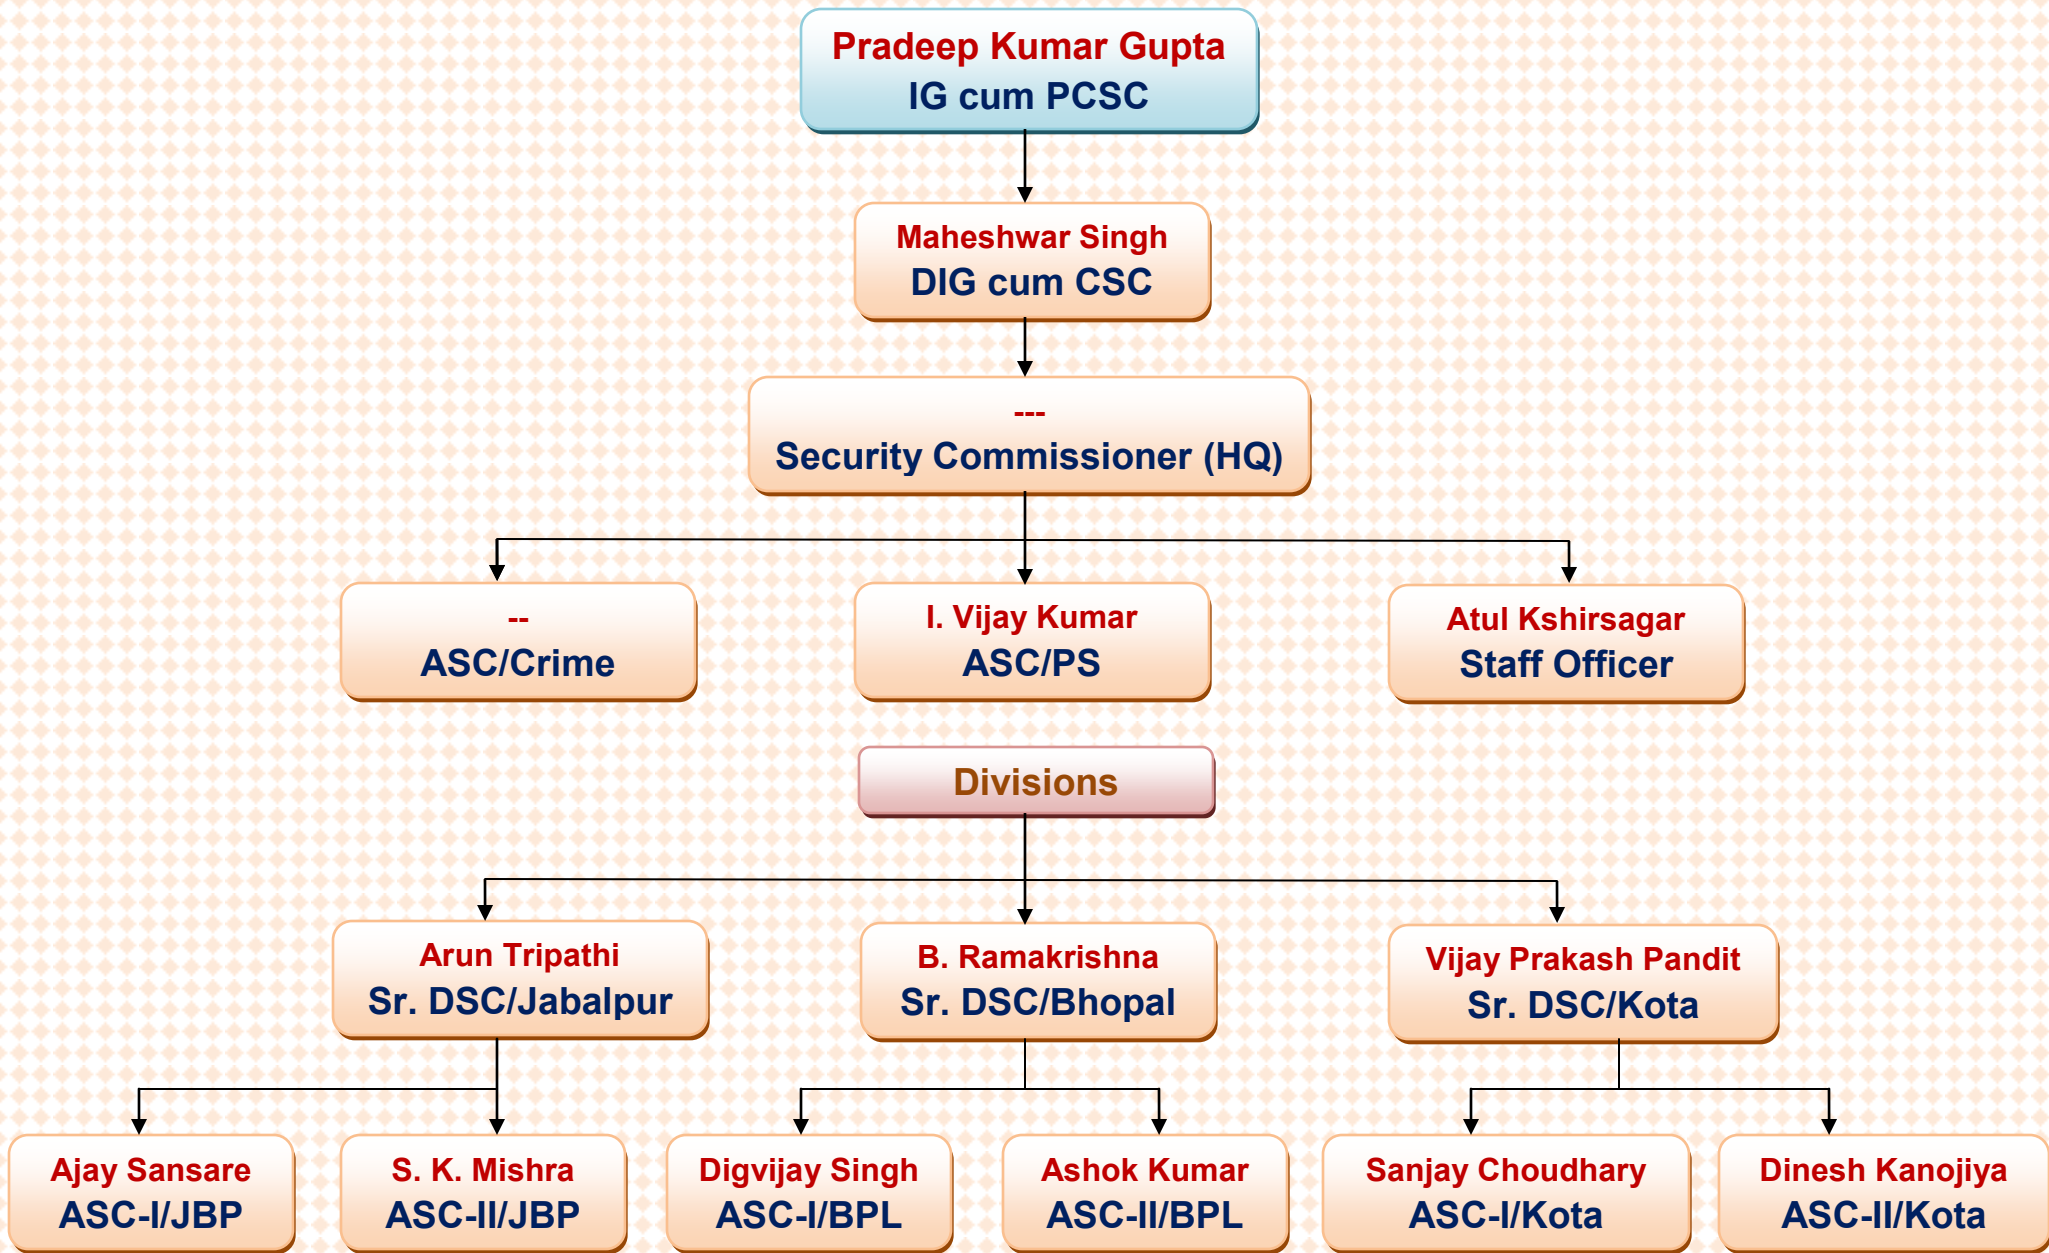 Pradeep Kumar Gupta
IG cum PCSC
Maheshwar Singh
DIG cum CSC
---
Security Commissioner (HQ)
--
ASC/Crime
I. Vijay Kumar
ASC/PS
Atul Kshirsagar
Staff Officer
Divisions
Arun Tripathi
Sr. DSC/Jabalpur
B. Ramakrishna
Sr. DSC/Bhopal
Vijay Prakash Pandit
Sr. DSC/Kota
Ajay Sansare
ASC-I/JBP
S. K. Mishra
ASC-II/JBP
Digvijay Singh
ASC-I/BPL
Ashok Kumar
ASC-II/BPL
Sanjay Choudhary
ASC-I/Kota
Dinesh Kanojiya
ASC-II/Kota